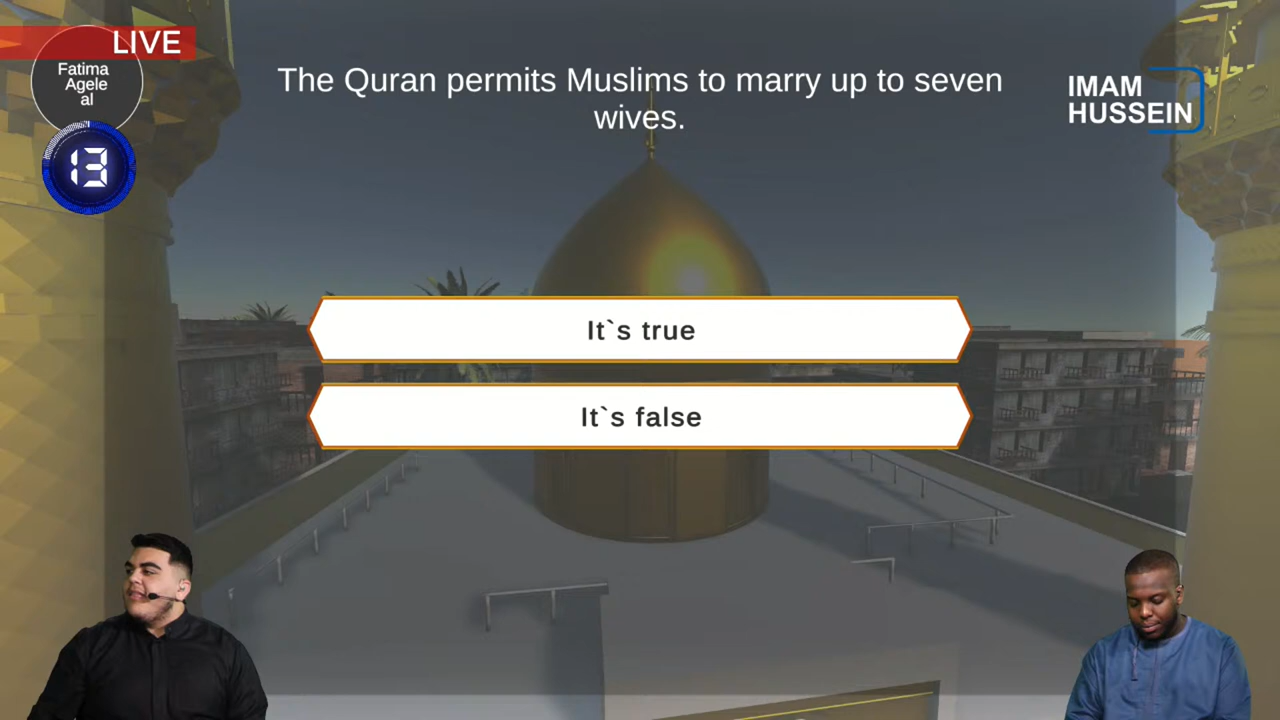 LIVE
Fatima
Agele
al
13
The Quran permits Muslims to marry up to seven
wives.
IMAM
HUSSEIN
It`s true
It`s false